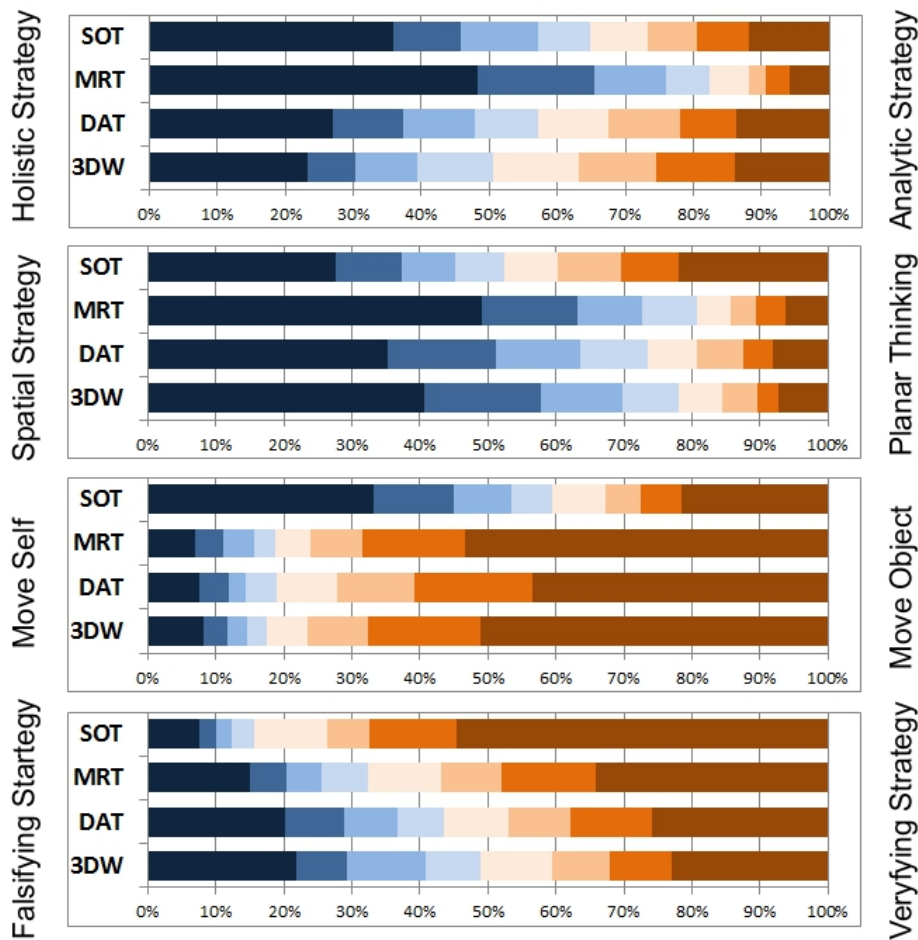 Holistic Strategy
SOT
MRT
DAT
3DW
0% 10% 20% 30% 40% 50% 60% 70% 80% 90% 100%
Analytic Strategy
Spatial Strategy
SOT
MRT
DAT
3DW
0% 10% 20% 30% 40% 50% 60% 70% 80% 90% 100%
Planar Thinking
Move Self
SOT
MRT
DAT
3DW
0% 10% 20% 30% 40% 50% 60% 70% 80% 90% 100%
Move Object
Falsifying Startegy
SOT
MRT
DAT
3DW
0% 10% 20% 30% 40% 50% 60% 70% 80% 90% 100%
Veryfying Strategy